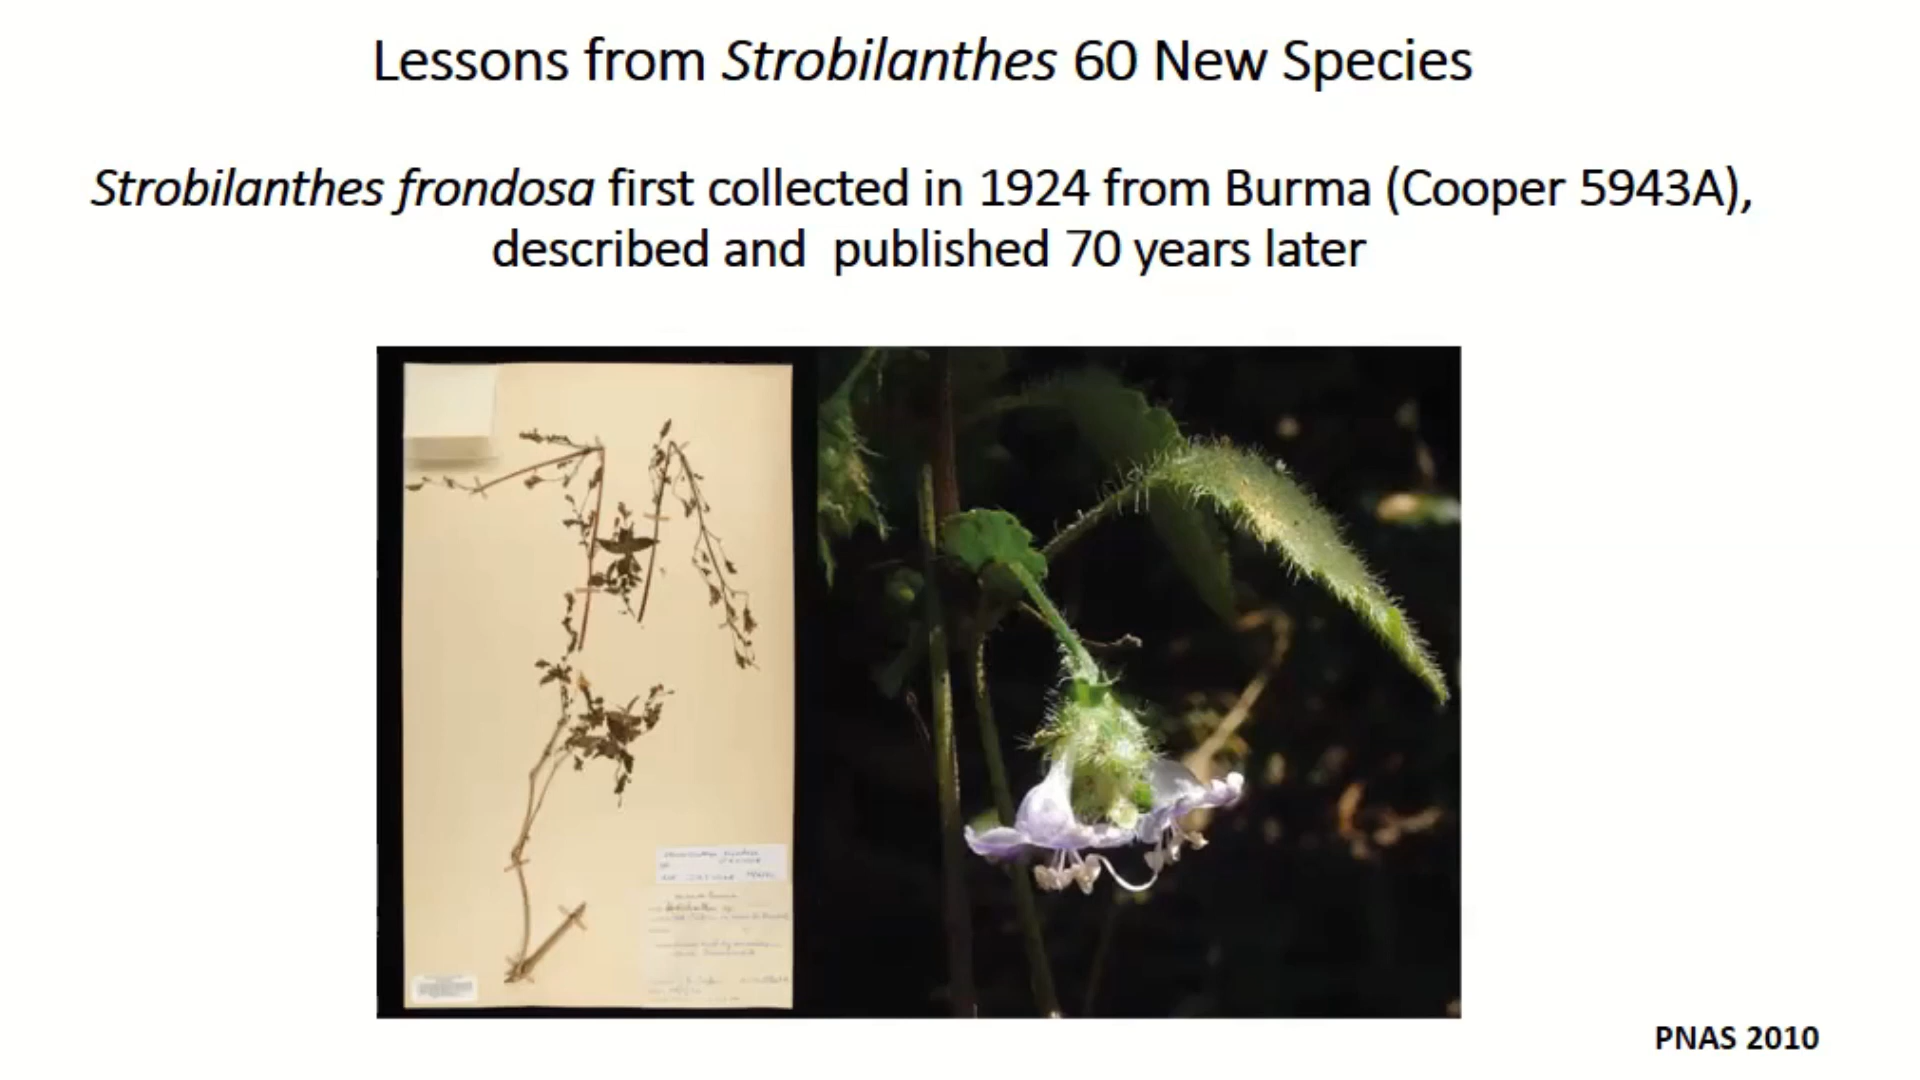 Lessons from Strobilanthes 60 New Species
Strobilanthes frondosa first collected in 1924 from Burma (Cooper 5943A),
described and published 70 years later
PNAS 2010